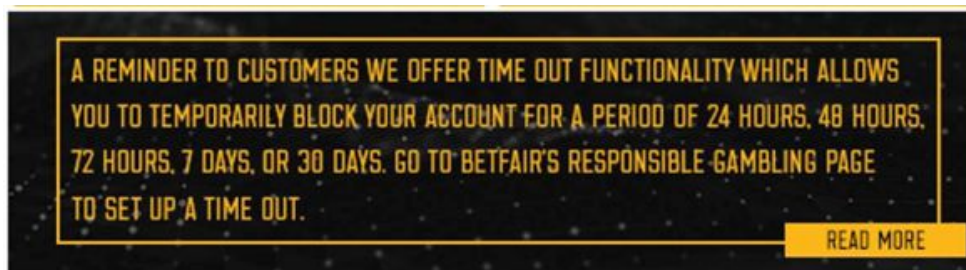 A REMINDER TO CUSTOMERS WE OFFER TIME OUT FUNCTIONALITY WHICH ALLOWS
YOU TO TEMPORARILY BLOCK YOUR ACCOUNT FOR A PERIOD OF 24 HOURS, 48 HOURS,
72 HOURS, 7 DAYS, OR 30 DAYS. GO TO BETFAIR'S RESPONSIBLE GAMBLING PAGE
TO SET UP A TIME OUT.
READ MORE